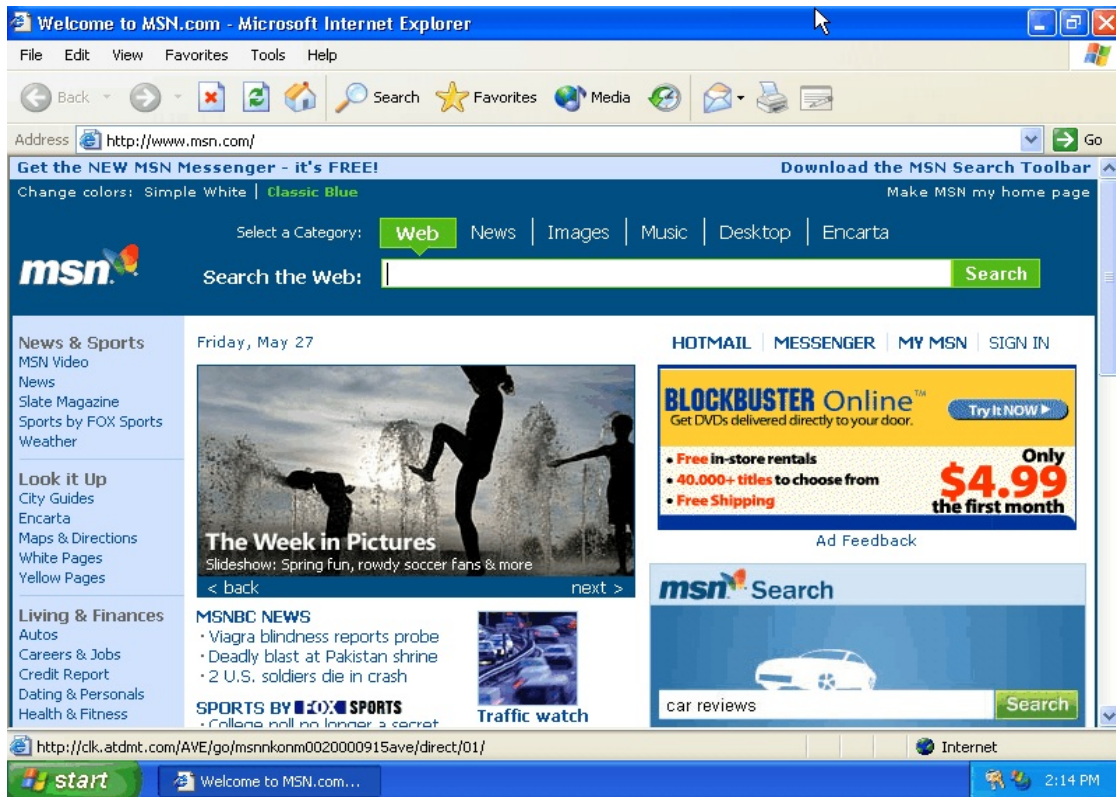 Welcome to MSN.com - Microsoft Internet Explorer
File Edit View Favorites Tools Help
Back Search Favorites Media
Address http://www.msn.com/ Go
Get the NEW MSN Messenger - it's FREE! Download the MSN Search Toolbar
Change colors: Simple White | Classic Blue Make MSN my home page
Select a Category: Web News | Images | Music | Desktop | Encarta
msn
Search the Web: Search
News & Sports
MSN Video
News
Slate Magazine
Sports by FOX Sports
Weather
Look it Up
City Guides
Encarta
Maps & Directions
White Pages
Yellow Pages
Living & Finances
Autos
Careers & Jobs
Credit Report
Dating & Personals
Health & Fitness
Friday, May 27
The Week in Pictures
Slideshow: Spring fun, rowdy soccer fans & more
< back next >
MSNBC NEWS
· Viagra blindness reports probe
· Deadly blast at Pakistan shrine
· 2 U.S. soldiers die in crash
SPORTS BY FOX SPORTS
· College poll no longer a secret
Traffic watch
HOTMAIL | MESSENGER | MY MSN | SIGN IN
BLOCKBUSTER Online™
Get DVDs delivered directly to your door.
Try It NOW
• Free in-store rentals
• 40,000+ titles to choose from
• Free Shipping
Only
$4.99
the first month
Ad Feedback
msn Search
car reviews Search
http://clk.atdmt.com/AVE/go/msnnkonm0020000915ave/direct/01/ Internet
start Welcome to MSN.com... 2:14 PM